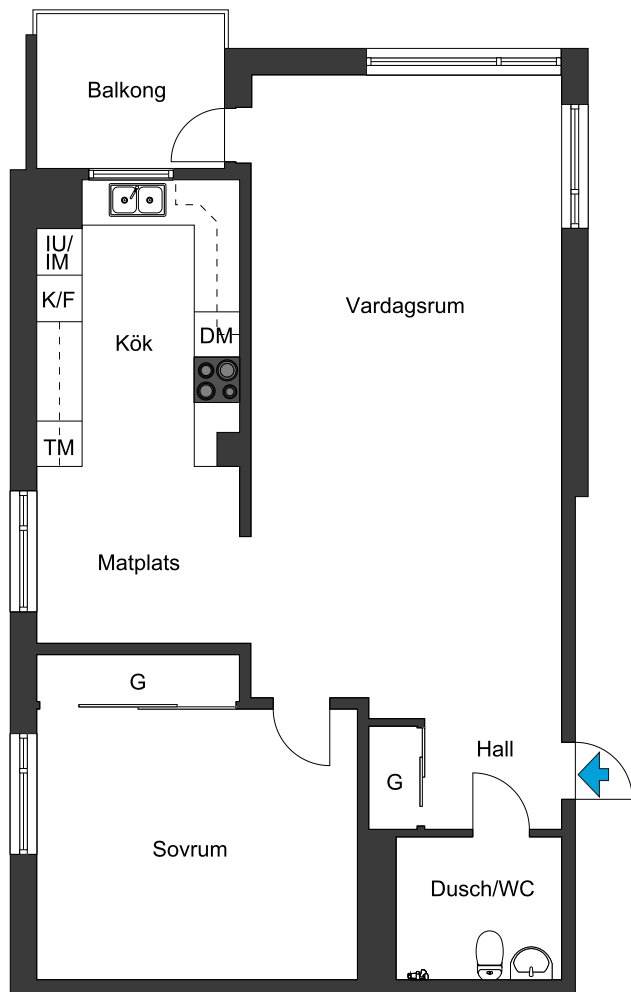 Balkong
IU/
IM
K/F
Kök
DM
TM
Vardagsrum
Matplats
G
Hall
G
Sovrum
Dusch/WC